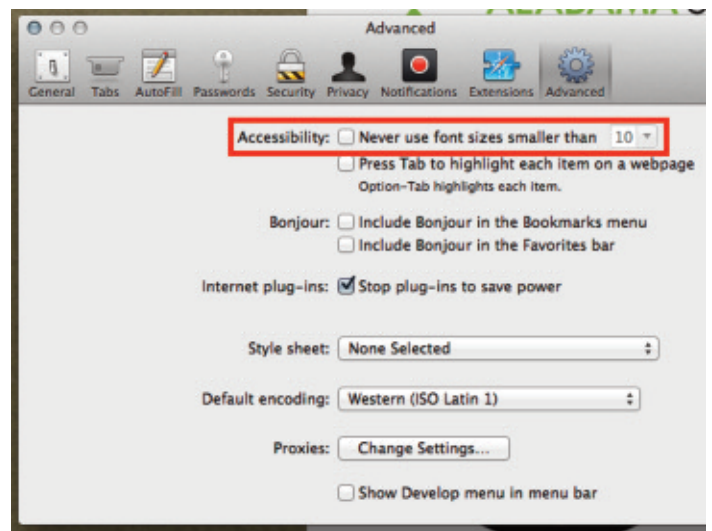 ALABAMA
Advanced
General Tabs AutoFill Passwords Security Privacy Notifications Extensions Advanced
Accessibility: Never use font sizes smaller than 10
Press Tab to highlight each item on a webpage
Option-Tab highlights each item.
Bonjour: Include Bonjour in the Bookmarks menu
Include Bonjour in the Favorites bar
Internet plug-ins: Stop plug-ins to save power
Style sheet: None Selected
Default encoding: Western (ISO Latin 1)
Proxies: Change Settings...
Show Develop menu in menu bar